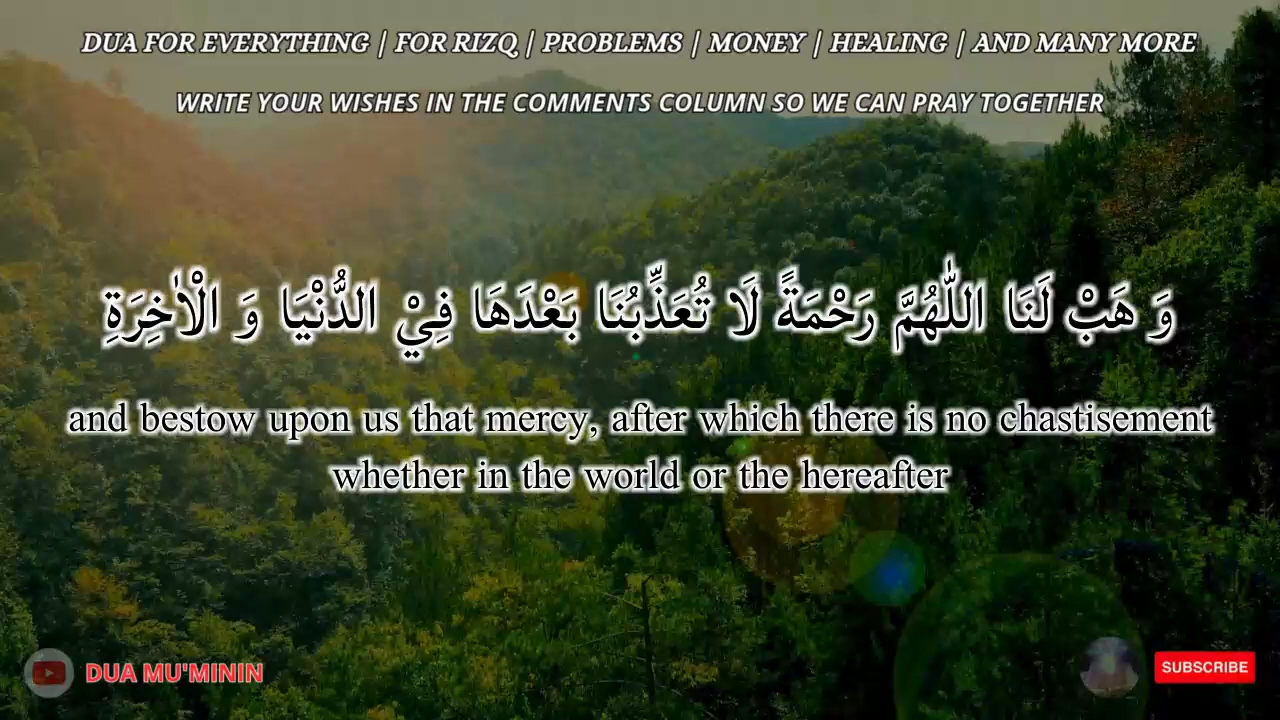 DUA FOR EVERYTHING | FOR RIZQ | PROBLEMS | MONEY | HEALING | AND MANY MORE
WRITE YOUR WISHES IN THE COMMENTS COLUMN SO WE CAN PRAY TOGETHER
وَ هَبْ لَنَا اللّٰهُمَّ رَحْمَةً لَا تُعَذِّبُنَا بَعْدَهَا فِيْ الدُّنْيَا وَ الْاٰخِرَةِ
and bestow upon us that mercy, after which there is no chastisement
whether in the world or the hereafter
DUA MU'MININ
SUBSCRIBE